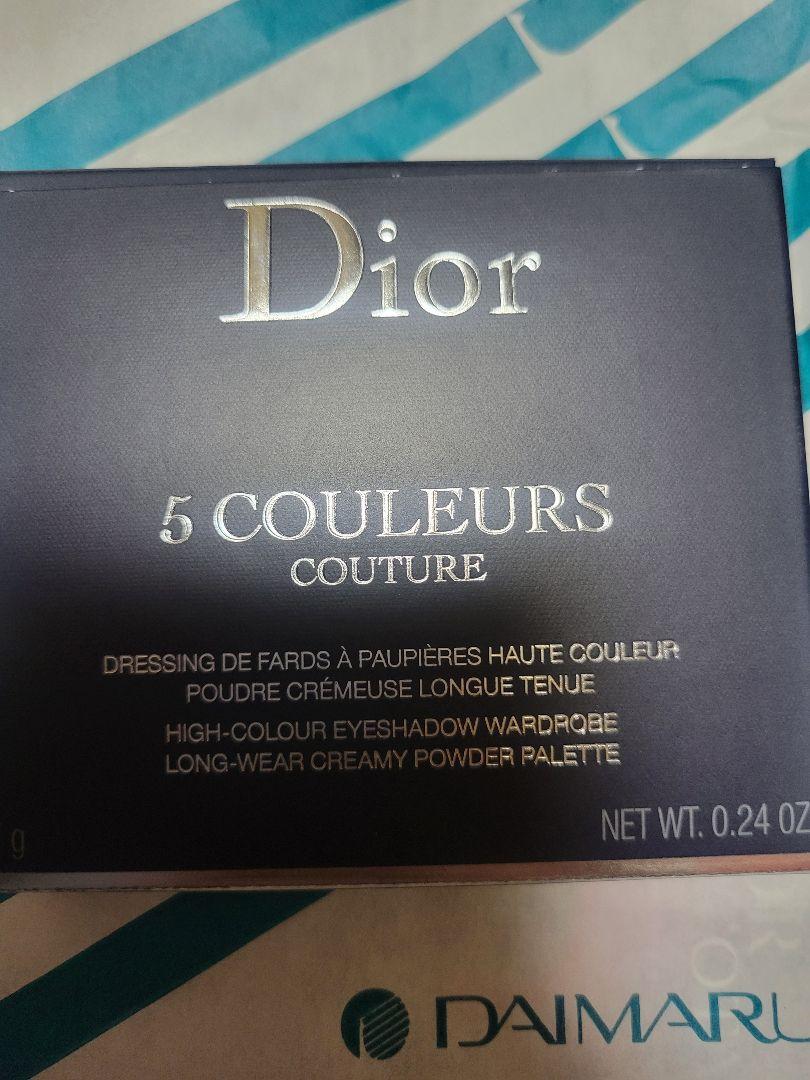 Dior
5 COULEURS
COUTURE
DRESSING DE FARDS À PAUPIÈRES HAUTE COULEUR
POUDRE CRÉMEUSE LONGUE TENUE
HIGH-COLOUR EYESHADOW WARDROBE
LONG-WEAR CREAMY POWDER PALETTE
g NET WT. 0.24 OZ
DAIMARU